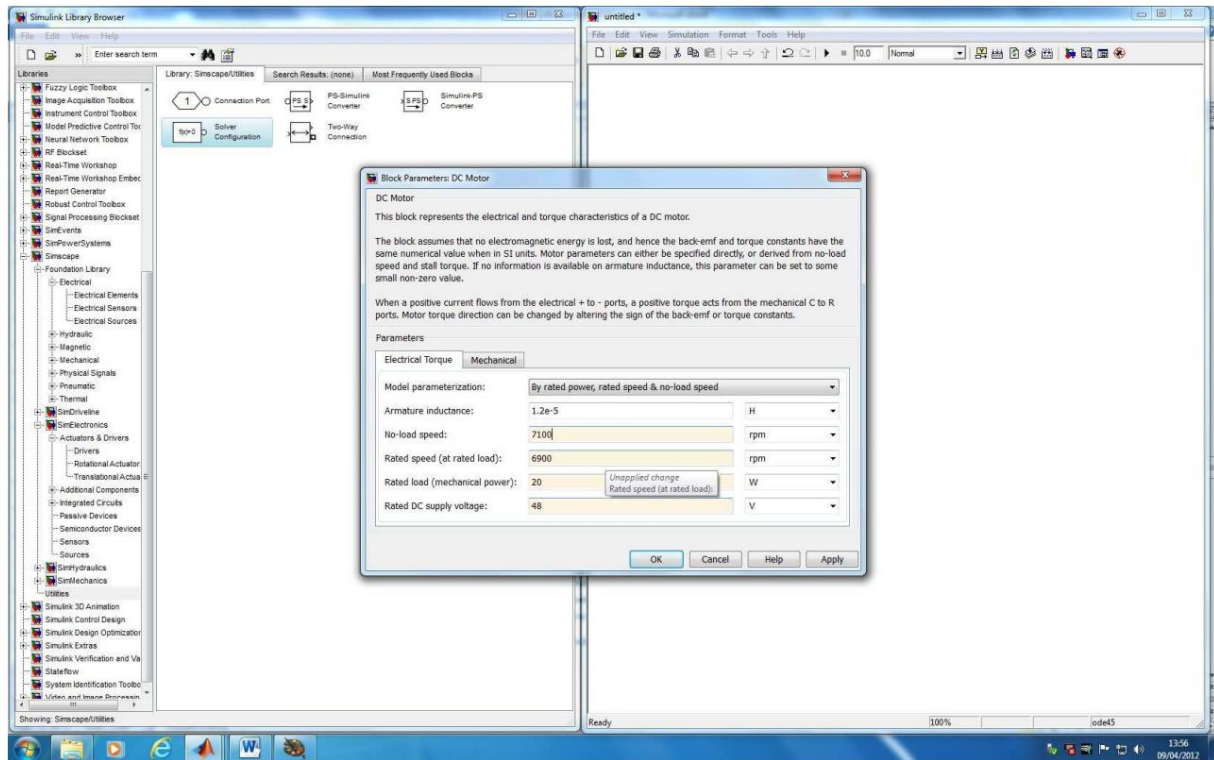 Simulink Library Browser
File Edit View Help
» Enter search term
Libraries
Library: Simscape/Utilities
Search Results: (none)
Most Frequently Used Blocks
Fuzzy Logic Toolbox
Image Acquisition Toolbox
Instrument Control Toolbox
Model Predictive Control Too
Neural Network Toolbox
RF Blockset
Real-Time Workshop
Real-Time Workshop Embec
Report Generator
Robust Control Toolbox
Signal Processing Blockset
SimEvents
SimPowerSystems
Simscape
Foundation Library
Electrical
Electrical Elements
Electrical Sensors
Electrical Sources
Hydraulic
Magnetic
Mechanical
Physical Signals
Pneumatic
Thermal
SimDriveline
SimElectronics
Actuators & Drivers
Drivers
Rotational Actuator
Translational Actua
Additional Components
Integrated Circuits
Passive Devices
Semiconductor Devices
Sensors
Sources
SimHydraulics
SimMechanics
Utilities
Simulink 3D Animation
Simulink Control Design
Simulink Design Optimization
Simulink Extras
Simulink Verification and Va
Stateflow
System Identification Toolbo
Video and Image Processin
Showing: Simscape/Utilities
1 Connection Port
PS S PS-Simulink
Converter
S PS Simulink-PS
Converter
f(x)=0 Solver
Configuration
Two-Way
Connection
untitled *
File Edit View Simulation Format Tools Help
10.0 Normal
Block Parameters: DC Motor
DC Motor
This block represents the electrical and torque characteristics of a DC motor.
The block assumes that no electromagnetic energy is lost, and hence the back-emf and torque constants have the
same numerical value when in SI units. Motor parameters can either be specified directly, or derived from no-load
speed and stall torque. If no information is available on armature inductance, this parameter can be set to some
small non-zero value.
When a positive current flows from the electrical + to - ports, a positive torque acts from the mechanical C to R
ports. Motor torque direction can be changed by altering the sign of the back-emf or torque constants.
Parameters
Electrical Torque Mechanical
Model parameterization: By rated power, rated speed & no-load speed
Armature inductance: 1.2e-5 H
No-load speed: 7100 rpm
Rated speed (at rated load): 6900 rpm
Rated load (mechanical power): 20 W
Unapplied change
Rated speed (at rated load):
Rated DC supply voltage: 48 V
OK Cancel Help Apply
Ready 100% ode45
13:56
09/04/2012